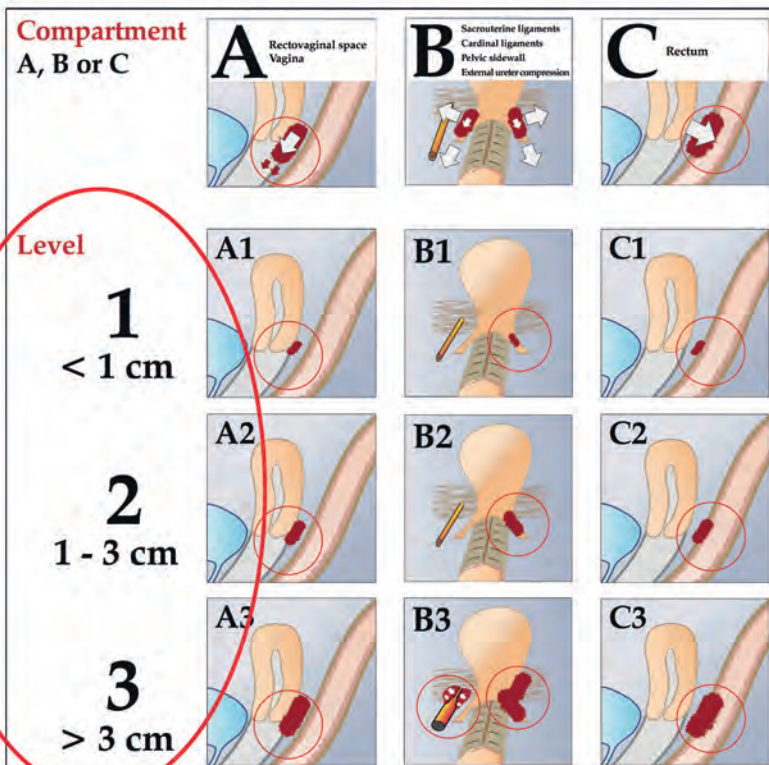 Compartment
A, B or C
A
Rectovaginal space
Vagina
B
Sacrouterine ligaments
Cardinal ligaments
Pelvic sidewall
External ureter compression
C
Rectum
Level
1
< 1 cm
A1
B1
C1
2
1 - 3 cm
A2
B2
C2
3
> 3 cm
A3
B3
C3